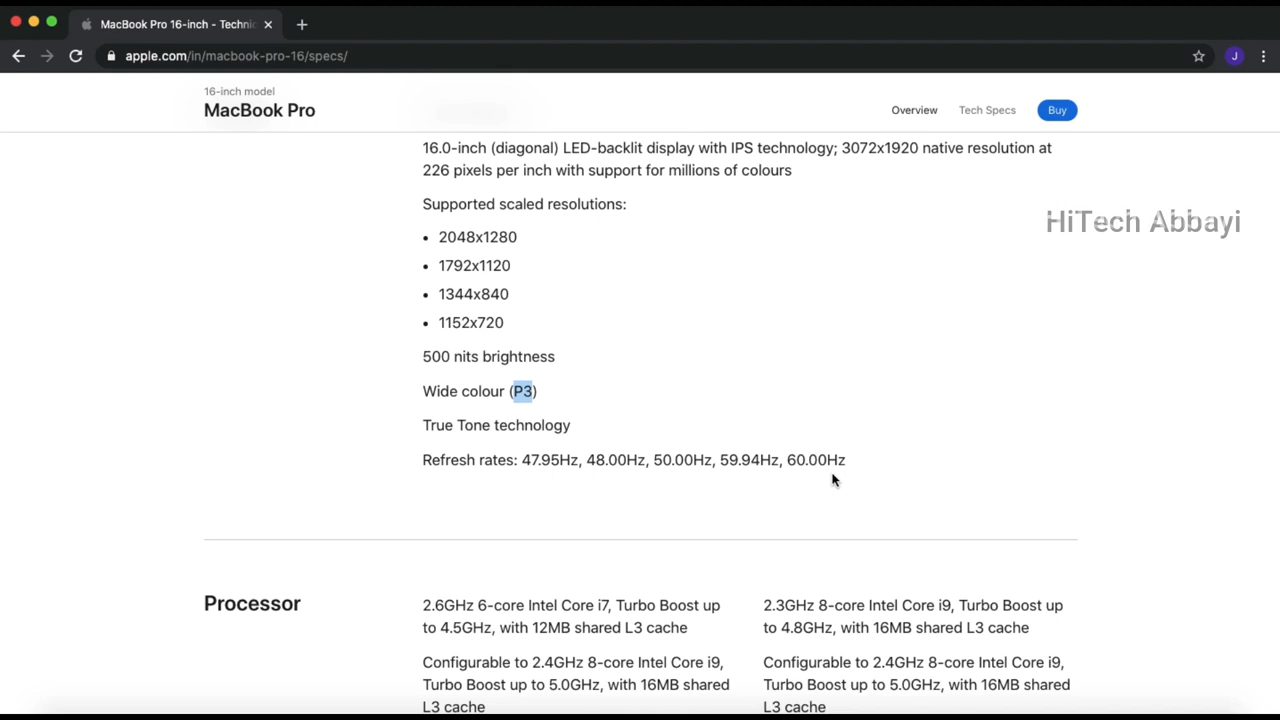 MacBook Pro 16-inch - Technic
apple.com/in/macbook-pro-16/specs/
J
16-inch model
MacBook Pro
Overview
Tech Specs
Buy
16.0-inch (diagonal) LED-backlit display with IPS technology; 3072x1920 native resolution at
226 pixels per inch with support for millions of colours
Supported scaled resolutions:
HiTech Abbayi
• 2048x1280
• 1792x1120
• 1344x840
• 1152x720
500 nits brightness
Wide colour (P3)
True Tone technology
Refresh rates: 47.95Hz, 48.00Hz, 50.00Hz, 59.94Hz, 60.00Hz
Processor
2.6GHz 6-core Intel Core i7, Turbo Boost up
to 4.5GHz, with 12MB shared L3 cache
Configurable to 2.4GHz 8-core Intel Core i9,
Turbo Boost up to 5.0GHz, with 16MB shared
L3 cache
2.3GHz 8-core Intel Core i9, Turbo Boost up
to 4.8GHz, with 16MB shared L3 cache
Configurable to 2.4GHz 8-core Intel Core i9,
Turbo Boost up to 5.0GHz, with 16MB shared
L3 cache